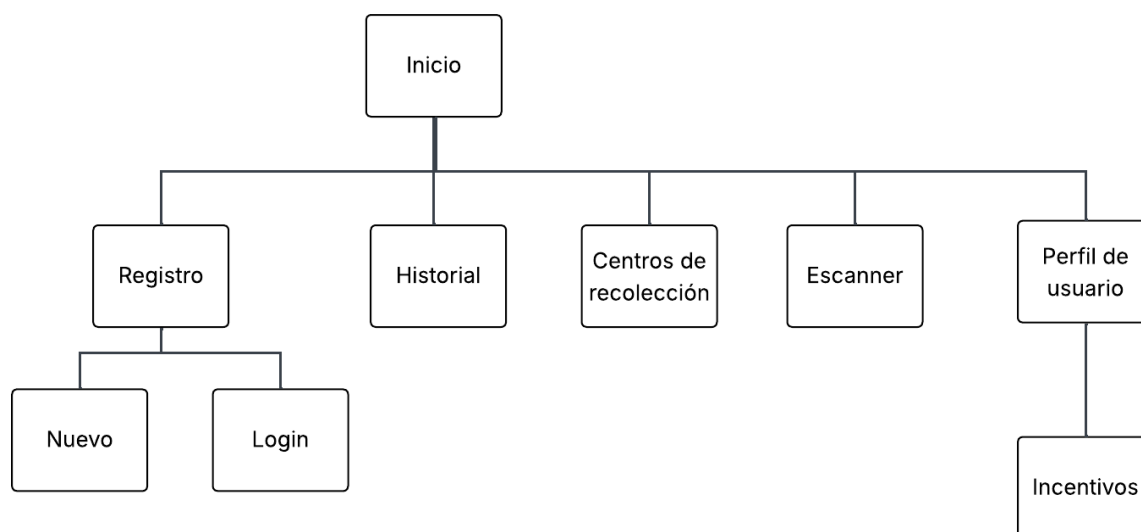 Inicio
Registro
Historial
Centros de
recolección
Escanner
Perfil de
usuario
Nuevo
Login
Incentivos